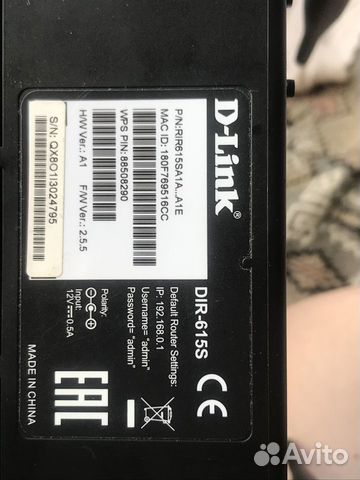 D-Link®
P/N:RIR615SA1A...A1E
MAC ID: 180F769516CC
WPS PIN: 88508290
H/W Ver.: A1 F/W Ver.: 2.5.5
S/N: QX8O1I3024795
DIR-615S
Default Router Settings:
IP: 192.168.0.1
Username= "admin"
Password= "admin"
Polarity:
Input:
12V⎓0.5A
CE
EAC
MADE IN CHINA
Avito